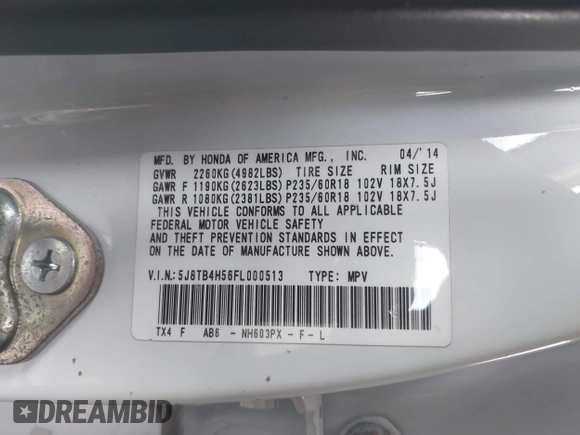 MFD. BY HONDA OF AMERICA MFG., INC. 04/'14
GVWR 2260KG(4982LBS) TIRE SIZE RIM SIZE
GAWR F 1190KG(2623LBS)P235/60R18 102V 18X7.5J
GAWR R 1080KG(2381LBS)P235/60R18 102V 18X7.5J
THIS VEHICLE CONFORMS TO ALL APPLICABLE
FEDERAL MOTOR VEHICLE SAFETY
AND THEFT PREVENTION STANDARDS IN EFFECT
ON THE DATE OF MANUFACTURE SHOWN ABOVE.
V.I.N.:5J8TB4H56FL000513 TYPE: MPV
TX4 F AB6 - NH603PX - F - L
DREAMBID